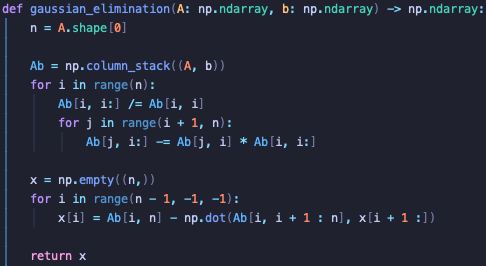 def gaussian_elimination(A: np.ndarray, b: np.ndarray) -> np.ndarray:
    n = A.shape[0]

    Ab = np.column_stack((A, b))
    for i in range(n):
        Ab[i, i:] /= Ab[i, i]
        for j in range(i + 1, n):
            Ab[j, i:] -= Ab[j, i] * Ab[i, i:]

    x = np.empty((n,))
    for i in range(n - 1, -1, -1):
        x[i] = Ab[i, n] - np.dot(Ab[i, i + 1 : n], x[i + 1 :])

    return x